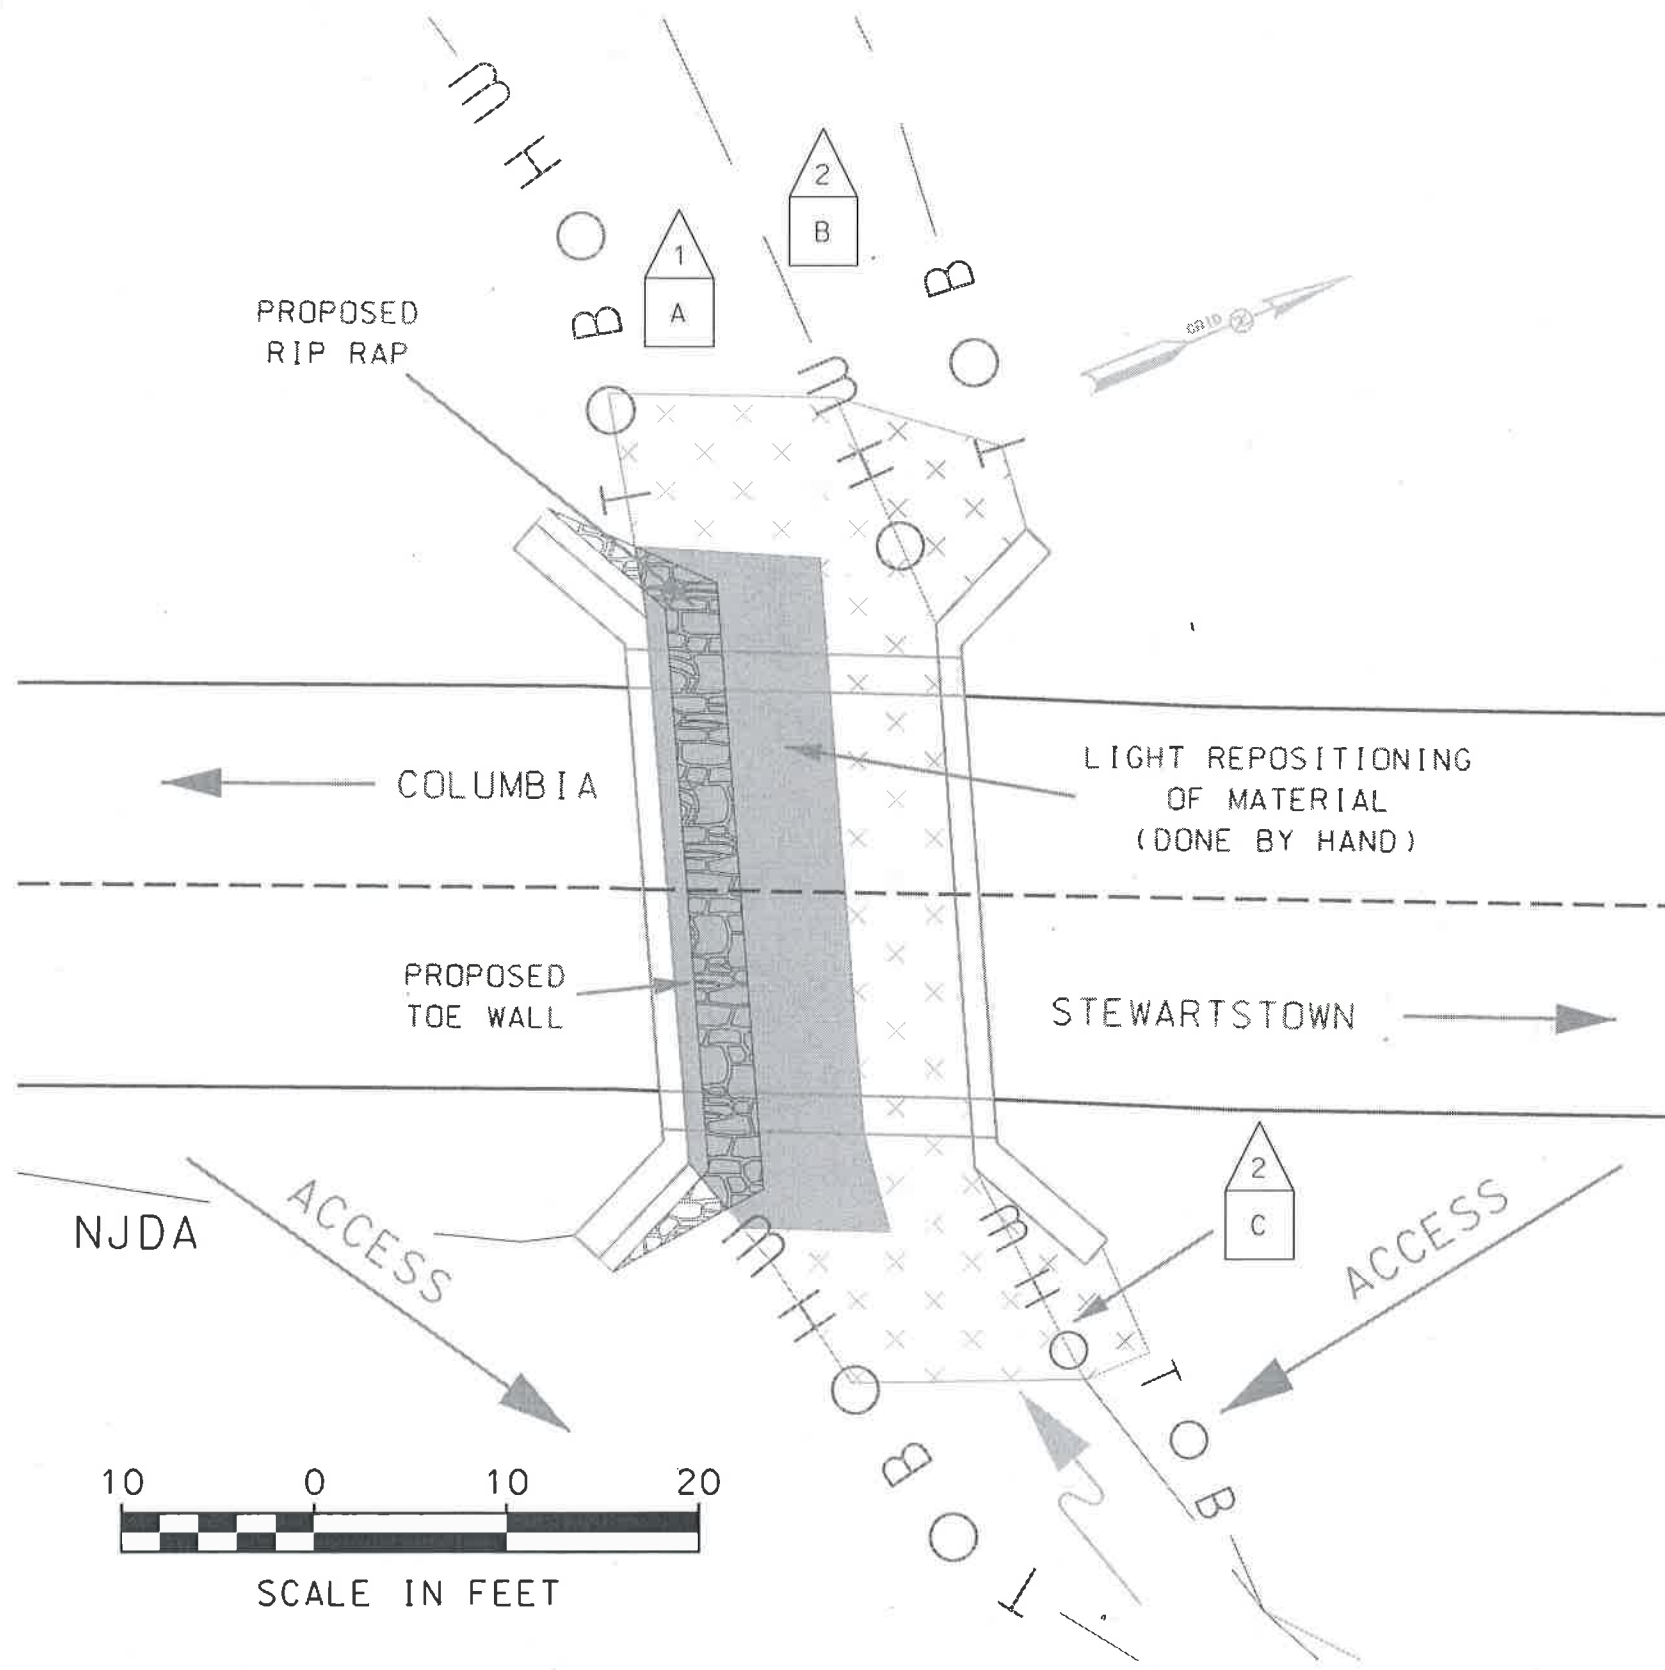 M
H
O
B
T
2
B
1
A
B
O
T
PROPOSED
RIP RAP
GRID
M
H
O
COLUMBIA
LIGHT REPOSITIONING
OF MATERIAL
(DONE BY HAND)
PROPOSED
TOE WALL
STEWARTSTOWN
NJDA
ACCESS
M
H
O
B
O
T
M
H
O
2
C
ACCESS
T
O
B
10 0 10 20
SCALE IN FEET